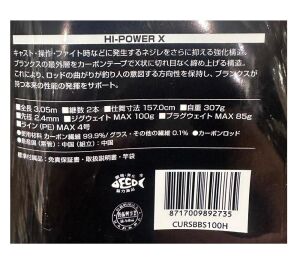 HI-POWER X
キャスト・操作・ファイト時などに発生するネジレをさらに抑える強化構造。
ブランクスの最外層をカーボンテープでX状に切れ目なく締め上げる構造。
これにより、ロッドの曲がりが釣り人の意図する方向性を保持し、ブランクス
が持つ本来の性能の発揮をサポート。
■全長 3.05m ■継数 2本 ■仕舞寸法 157.0cm ■自重 307g
■先径 2.4mm ■ジグウェイト MAX 100g ■プラグウェイト MAX 85g
■ライン(PE) MAX 4号
■使用材料 カーボン繊維 99.9%/グラス・その他の繊維 0.1% ●カーボンロッド
(組立):中国
標準付属品:免責保証書・取扱説明書・竿袋
8717009892735
CURSBBS100H